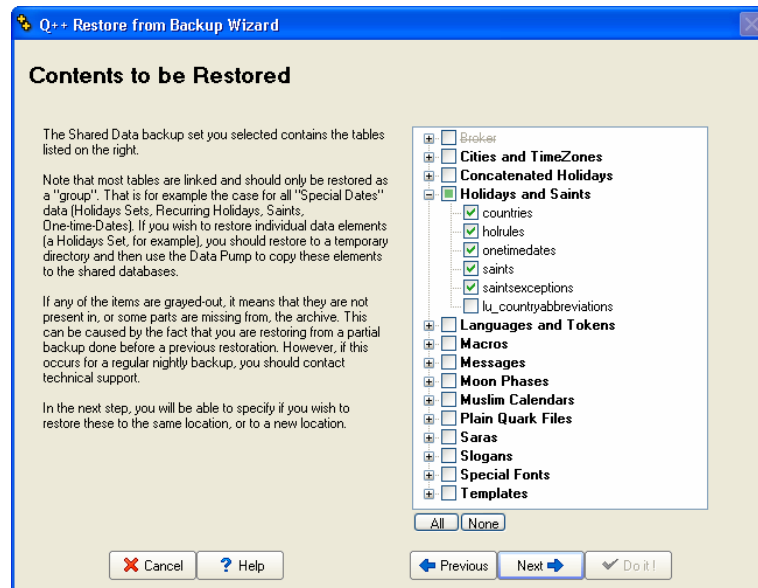 Q++ Restore from Backup Wizard
Contents to be Restored
The Shared Data backup set you selected contains the tables
listed on the right.
Note that most tables are linked and should only be restored as
a "group". That is for example the case for all "Special Dates"
data (Holidays Sets, Recurring Holidays, Saints,
One-time-Dates). If you wish to restore individual data elements
(a Holidays Set, for example), you should restore to a temporary
directory and then use the Data Pump to copy these elements
to the shared databases.
If any of the items are grayed-out, it means that they are not
present in, or some parts are missing from, the archive. This
can be caused by the fact that you are restoring from a partial
backup done before a previous restoration. However, if this
occurs for a regular nightly backup, you should contact
technical support.
In the next step, you will be able to specify if you wish to
restore these to the same location, or to a new location.
Broker
Cities and TimeZones
Concatenated Holidays
Holidays and Saints
countries
holrules
onetimedates
saints
saintsexceptions
lu_countryabbreviations
Languages and Tokens
Macros
Messages
Moon Phases
Muslim Calendars
Plain Quark Files
Saras
Slogans
Special Fonts
Templates
All None
Cancel ? Help Previous Next Do it !